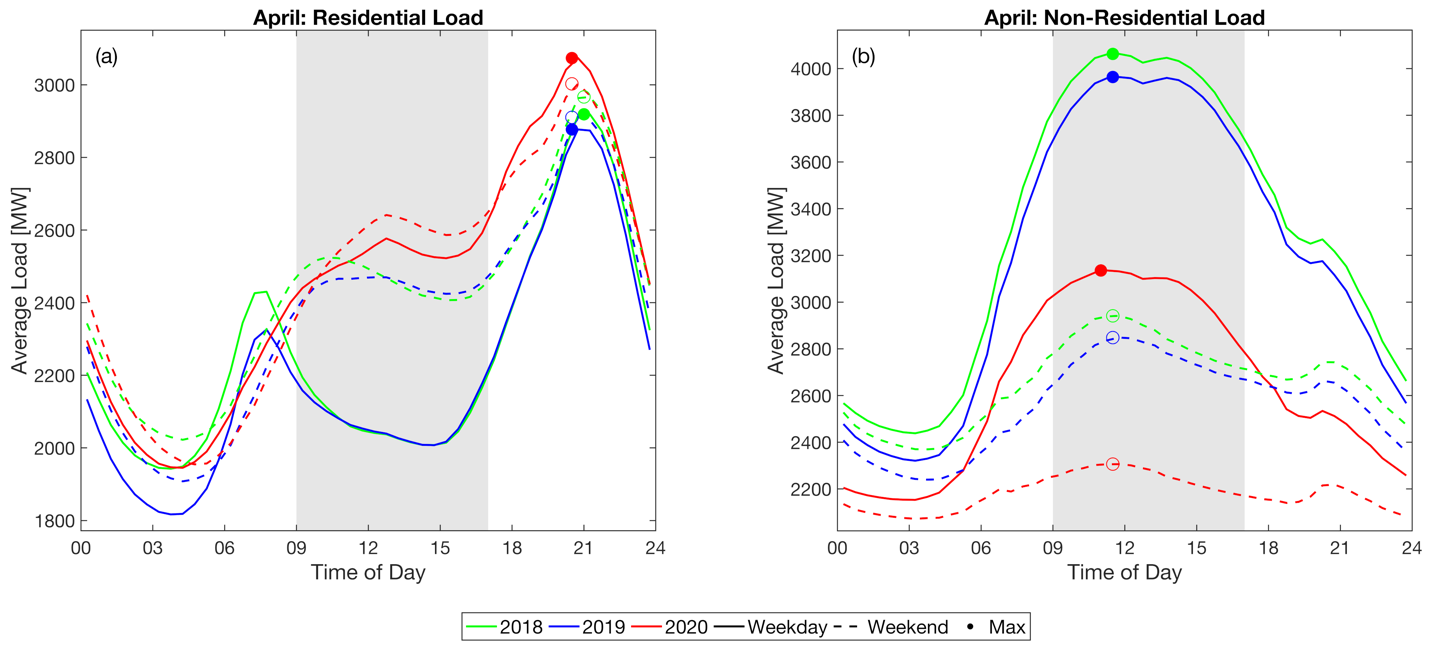 April: Residential Load
(a)
Average Load [MW]
3000
2800
2600
2400
2200
2000
1800
00 03 06 09 12 15 18 21 24
Time of Day
April: Non-Residential Load
(b)
Average Load [MW]
4000
3800
3600
3400
3200
3000
2800
2600
2400
2200
00 03 06 09 12 15 18 21 24
Time of Day
2018 2019 2020 Weekday Weekend Max